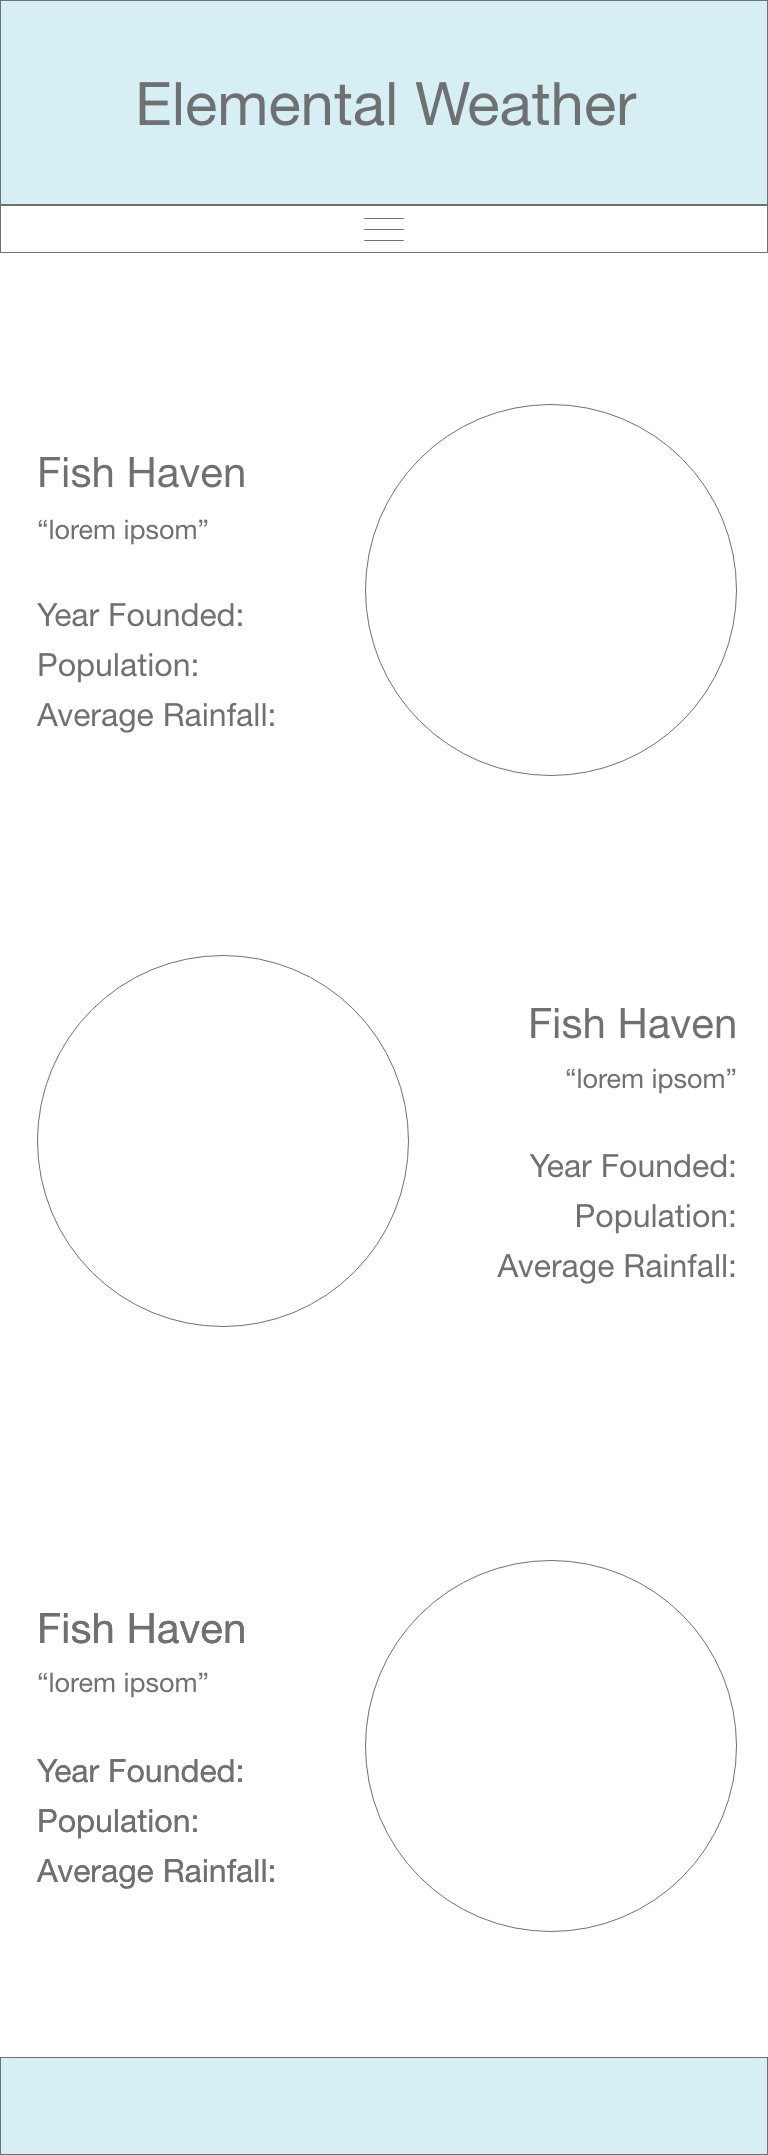 Elemental Weather
Fish Haven
“lorem ipsom”
Year Founded:
Population:
Average Rainfall:
Fish Haven
“lorem ipsom”
Year Founded:
Population:
Average Rainfall:
Fish Haven
“lorem ipsom”
Year Founded:
Population:
Average Rainfall: